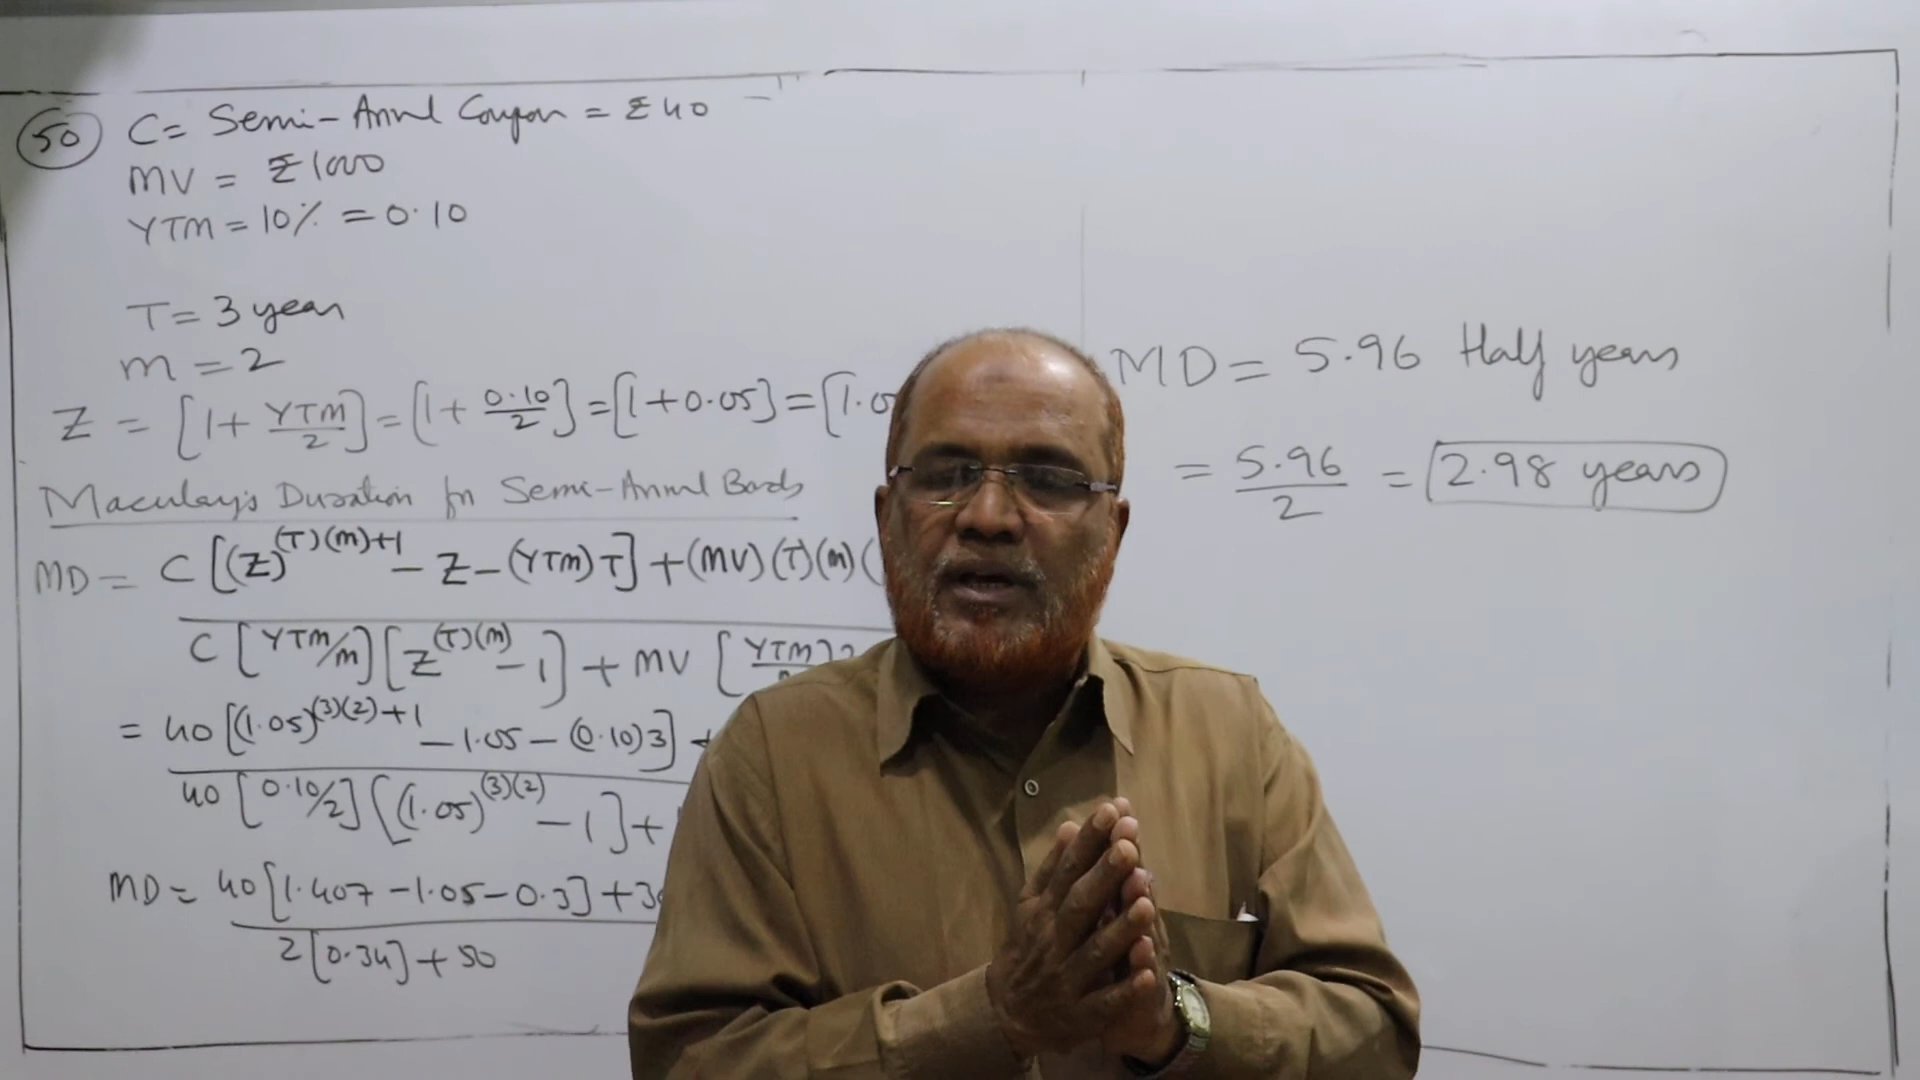 50
C = Semi-Annul Coupon = ₹40
MV = ₹1000
YTM = 10% = 0.10
T = 3 year
m = 2
Z = [1 + YTM/2] = [1 + 0.10/2] = [1 + 0.05] = [1.0
Maculay's Duration for Semi-Annul Bonds
MD = C [(Z)^(T)(m)+1 - Z - (YTM) T] + (MV)(T)(m)(
C [YTM/m] [Z^(T)(m) - 1] + MV [YTM
= 40 [(1.05)^(3)(2)+1 - 1.05 - (0.10)3] +
40 [0.10/2] [(1.05)^(3)(2) - 1] +
MD = 40 [1.407 - 1.05 - 0.3] + 30
2 [0.34] + 50
MD = 5.96 Half years
= 5.96/2 = 2.98 years